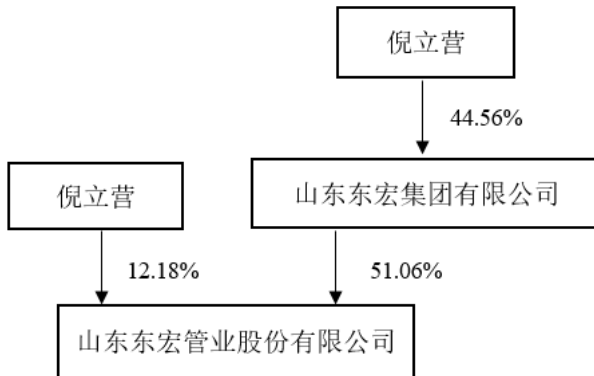 倪立营
44.56%
倪立营
山东东宏集团有限公司
12.18%
51.06%
山东东宏管业股份有限公司